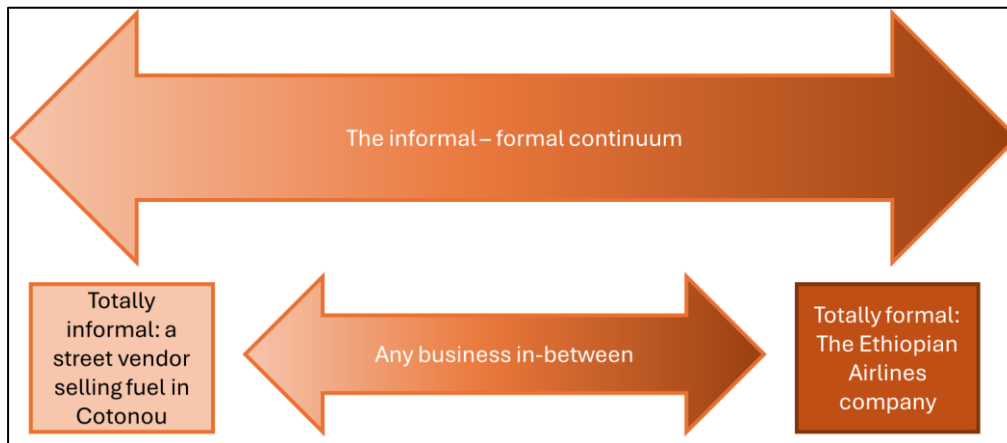 The informal – formal continuum
Totally
informal: a
street vendor
selling fuel in
Cotonou
Any business in-between
Totally formal:
The Ethiopian
Airlines
company